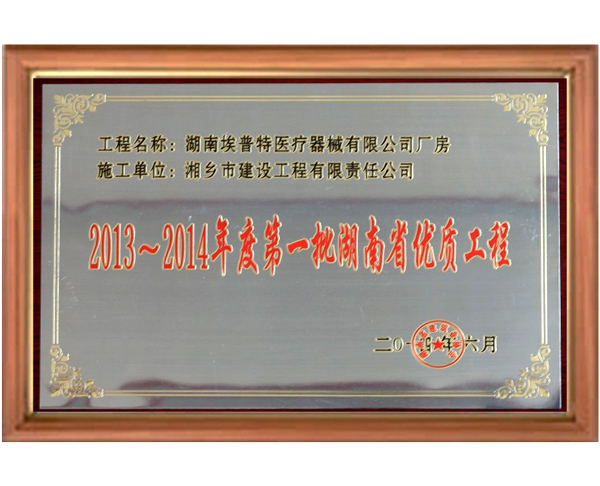 工程名称：湖南埃普特医疗器械有限公司厂房
施工单位：湘乡市建设工程有限责任公司
2013～2014年度第一批湖南省优质工程
二○一四年六月